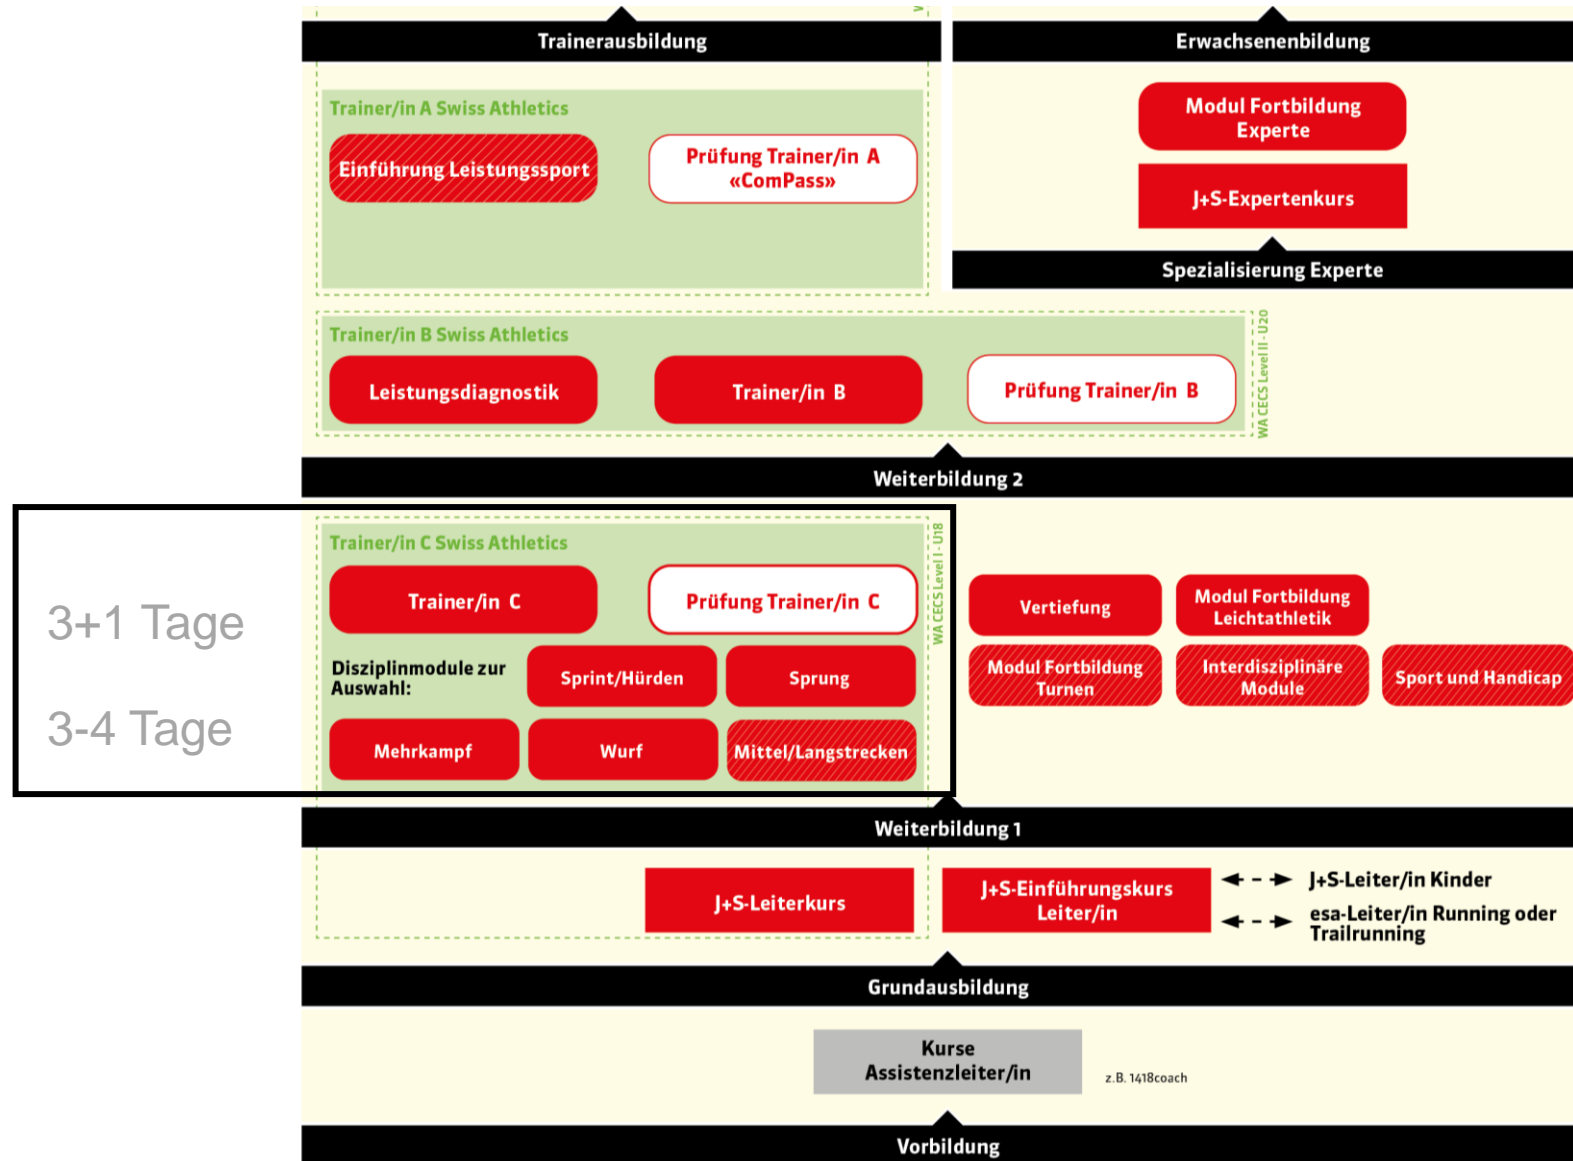 Trainerausbildung
Erwachsenenbildung
Trainer/in A Swiss Athletics
Einführung Leistungssport
Prüfung Trainer/in A
«ComPass»
Modul Fortbildung
Experte
J+S-Expertenkurs
Spezialisierung Experte
Trainer/in B Swiss Athletics
Leistungsdiagnostik
Trainer/in B
Prüfung Trainer/in B
WA CECS Level II - U20
Weiterbildung 2
3+1 Tage
3-4 Tage
Trainer/in C Swiss Athletics
Trainer/in C
Prüfung Trainer/in C
WA CECS Level I - U18
Disziplinmodule zur
Auswahl:
Sprint/Hürden
Sprung
Mehrkampf
Wurf
Mittel/Langstrecken
Vertiefung
Modul Fortbildung
Leichtathletik
Modul Fortbildung
Turnen
Interdisziplinäre
Module
Sport und Handicap
Weiterbildung 1
J+S-Leiterkurs
J+S-Einführungskurs
Leiter/in
J+S-Leiter/in Kinder
esa-Leiter/in Running oder
Trailrunning
Grundausbildung
Kurse
Assistenzleiter/in
z.B. 1418coach
Vorbildung